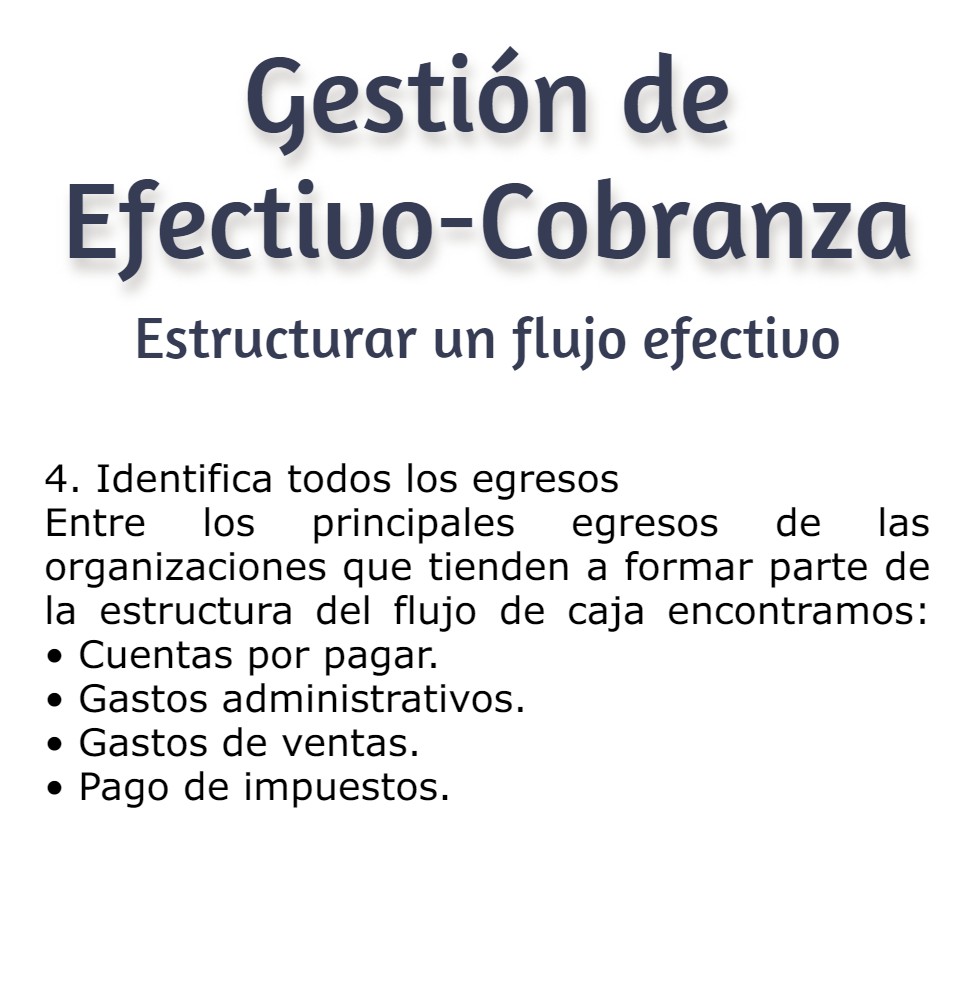 Gestión de
Efectivo-Cobranza
Estructurar un flujo efectivo
4. Identifica todos los egresos
Entre los principales egresos de las
organizaciones que tienden a formar parte de
la estructura del flujo de caja encontramos:
• Cuentas por pagar.
• Gastos administrativos.
• Gastos de ventas.
• Pago de impuestos.